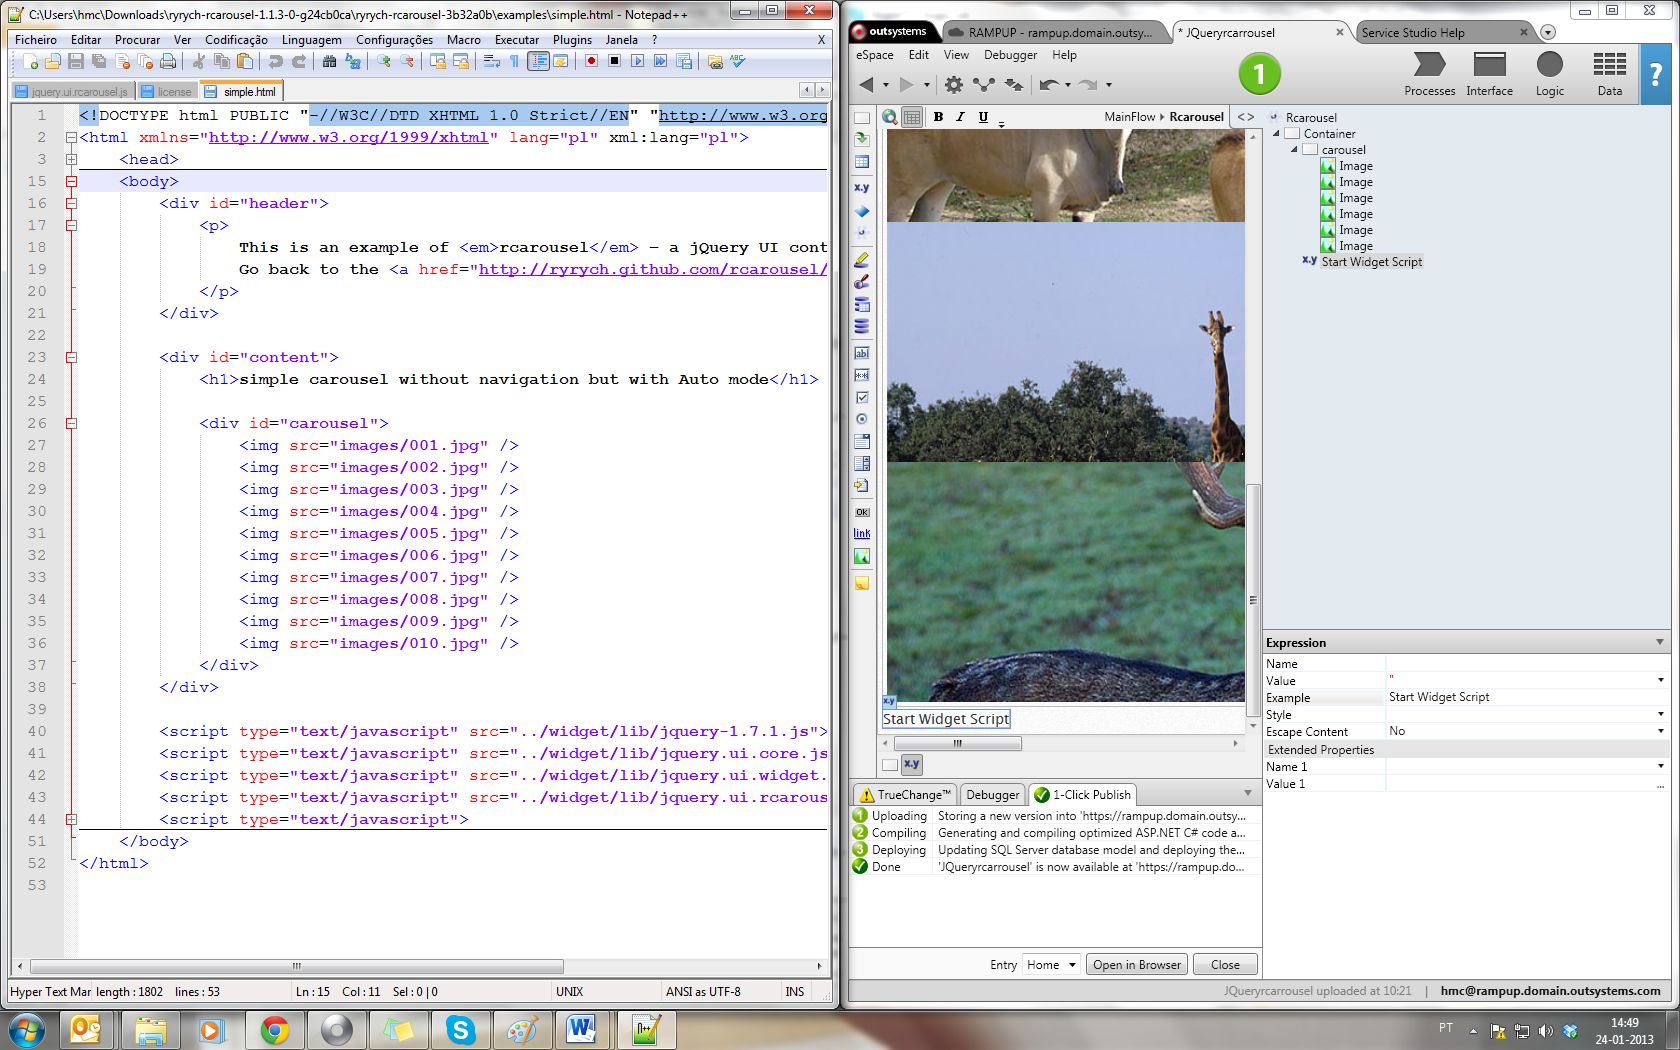 C:\Users\hmc\Downloads\ryrych-rcarousel-1.1.3-0-g24cb0ca\ryrych-rcarousel-3b32a0b\examples\simple.html - Notepad++
Ficheiro Editar Procurar Ver Codificação Linguagem Configurações Macro Executar Plugins Janela ? X
jquery.ui.rcarousel.js license simple.html
1 <!DOCTYPE html PUBLIC "-//W3C//DTD XHTML 1.0 Strict//EN" "http://www.w3.org
2 <html xmlns="http://www.w3.org/1999/xhtml" lang="pl" xml:lang="pl">
3 <head>
15 <body>
16 <div id="header">
17 <p>
18 This is an example of <em>rcarousel</em> – a jQuery UI cont
19 Go back to the <a href="http://ryrych.github.com/rcarousel/
20 </p>
21 </div>
22
23 <div id="content">
24 <h1>simple carousel without navigation but with Auto mode</h1>
25
26 <div id="carousel">
27 <img src="images/001.jpg" />
28 <img src="images/002.jpg" />
29 <img src="images/003.jpg" />
30 <img src="images/004.jpg" />
31 <img src="images/005.jpg" />
32 <img src="images/006.jpg" />
33 <img src="images/007.jpg" />
34 <img src="images/008.jpg" />
35 <img src="images/009.jpg" />
36 <img src="images/010.jpg" />
37 </div>
38 </div>
39
40 <script type="text/javascript" src="../widget/lib/jquery-1.7.1.js">
41 <script type="text/javascript" src="../widget/lib/jquery.ui.core.js
42 <script type="text/javascript" src="../widget/lib/jquery.ui.widget.
43 <script type="text/javascript" src="../widget/lib/jquery.ui.rcarous
44 <script type="text/javascript">
51 </body>
52 </html>
53
Hyper Text Mar length : 1802 lines : 53 Ln : 15 Col : 11 Sel : 0 | 0 UNIX ANSI as UTF-8 INS
outsystems RAMPUP - rampup.domain.outsy... * JQueryrcarrousel Service Studio Help
eSpace Edit View Debugger Help
1
Processes Interface Logic Data ?
B I U MainFlow Rcarousel <>
x.y
abl
OK
link
x.y
Start Widget Script
x.y
Rcarousel
Container
carousel
Image
Image
Image
Image
Image
Image
x.y Start Widget Script
Expression
Name
Value "
Example Start Widget Script
Style
Escape Content No
Extended Properties
Name 1
Value 1 ...
TrueChange™ Debugger 1-Click Publish
1 Uploading Storing a new version into 'https://rampup.domain.outsy...
2 Compiling Generating and compiling optimized ASP.NET C# code a...
3 Deploying Updating SQL Server database model and deploying the...
Done 'JQueryrcarrousel' is now available at 'https://rampup.do...
Entry Home Open in Browser Close
JQueryrcarrousel uploaded at 10:21 | hmc@rampup.domain.outsystems.com
PT 14:49
24-01-2013